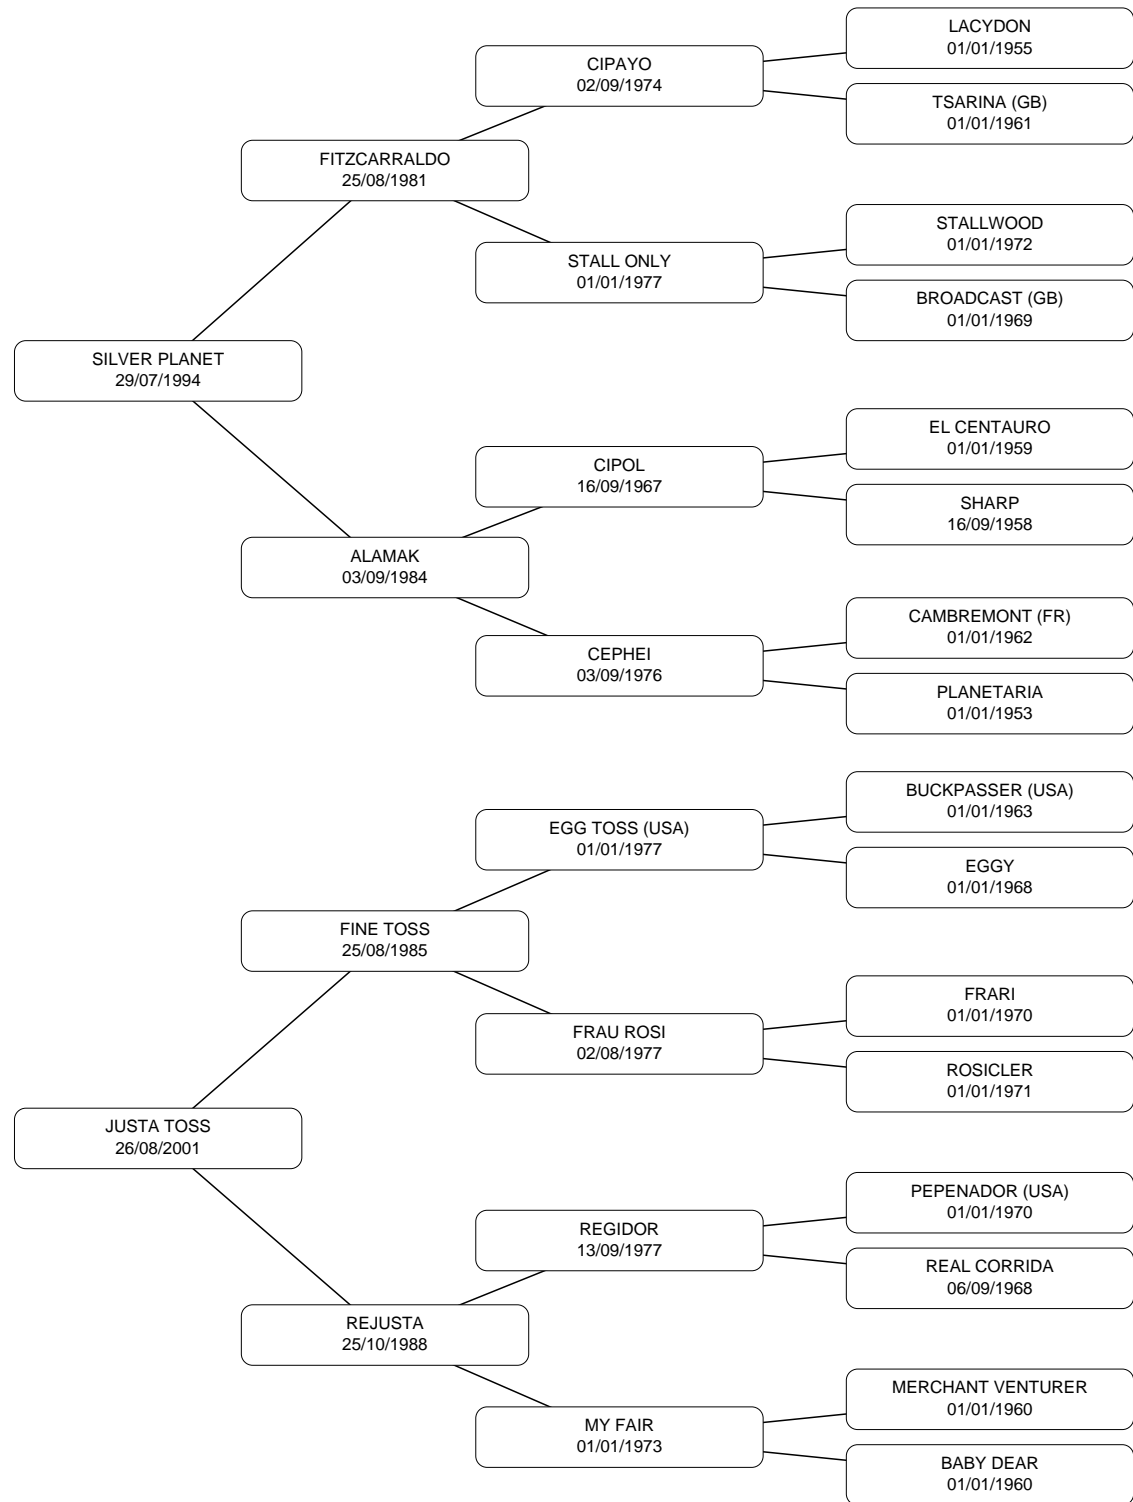 LACYDON
01/01/1955
CIPAYO
02/09/1974
TSARINA (GB)
01/01/1961
FITZCARRALDO
25/08/1981
STALLWOOD
01/01/1972
STALL ONLY
01/01/1977
BROADCAST (GB)
01/01/1969
SILVER PLANET
29/07/1994
EL CENTAURO
01/01/1959
CIPOL
16/09/1967
SHARP
16/09/1958
ALAMAK
03/09/1984
CAMBREMONT (FR)
01/01/1962
CEPHEI
03/09/1976
PLANETARIA
01/01/1953
BUCKPASSER (USA)
01/01/1963
EGG TOSS (USA)
01/01/1977
EGGY
01/01/1968
FINE TOSS
25/08/1985
FRARI
01/01/1970
FRAU ROSI
02/08/1977
ROSICLER
01/01/1971
JUSTA TOSS
26/08/2001
PEPENADOR (USA)
01/01/1970
REGIDOR
13/09/1977
REAL CORRIDA
06/09/1968
REJUSTA
25/10/1988
MERCHANT VENTURER
01/01/1960
MY FAIR
01/01/1973
BABY DEAR
01/01/1960